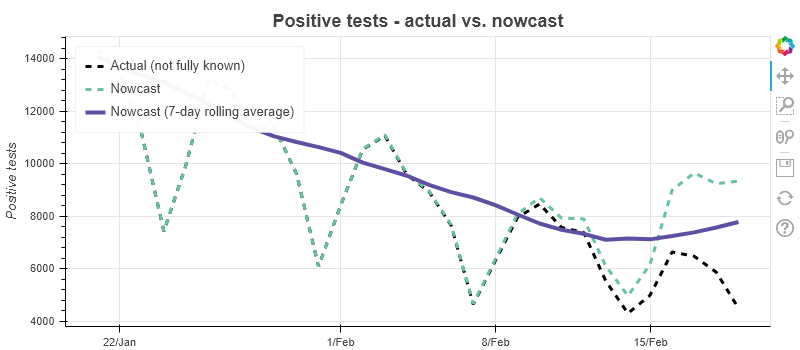 Positive tests - actual vs. nowcast
14000
12000
10000
8000
6000
4000
Positive tests
Actual (not fully known)
Nowcast
Nowcast (7-day rolling average)
22/Jan
1/Feb
8/Feb
15/Feb
?